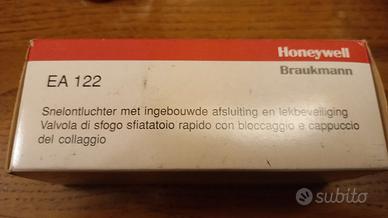 Honeywell
Braukmann
EA 122
Snelontluchter met ingebouwde afsluiting en lekbeveiliging
Valvola di sfogo sfiatatoio rapido con bloccaggio e cappuccio
del collaggio
subito